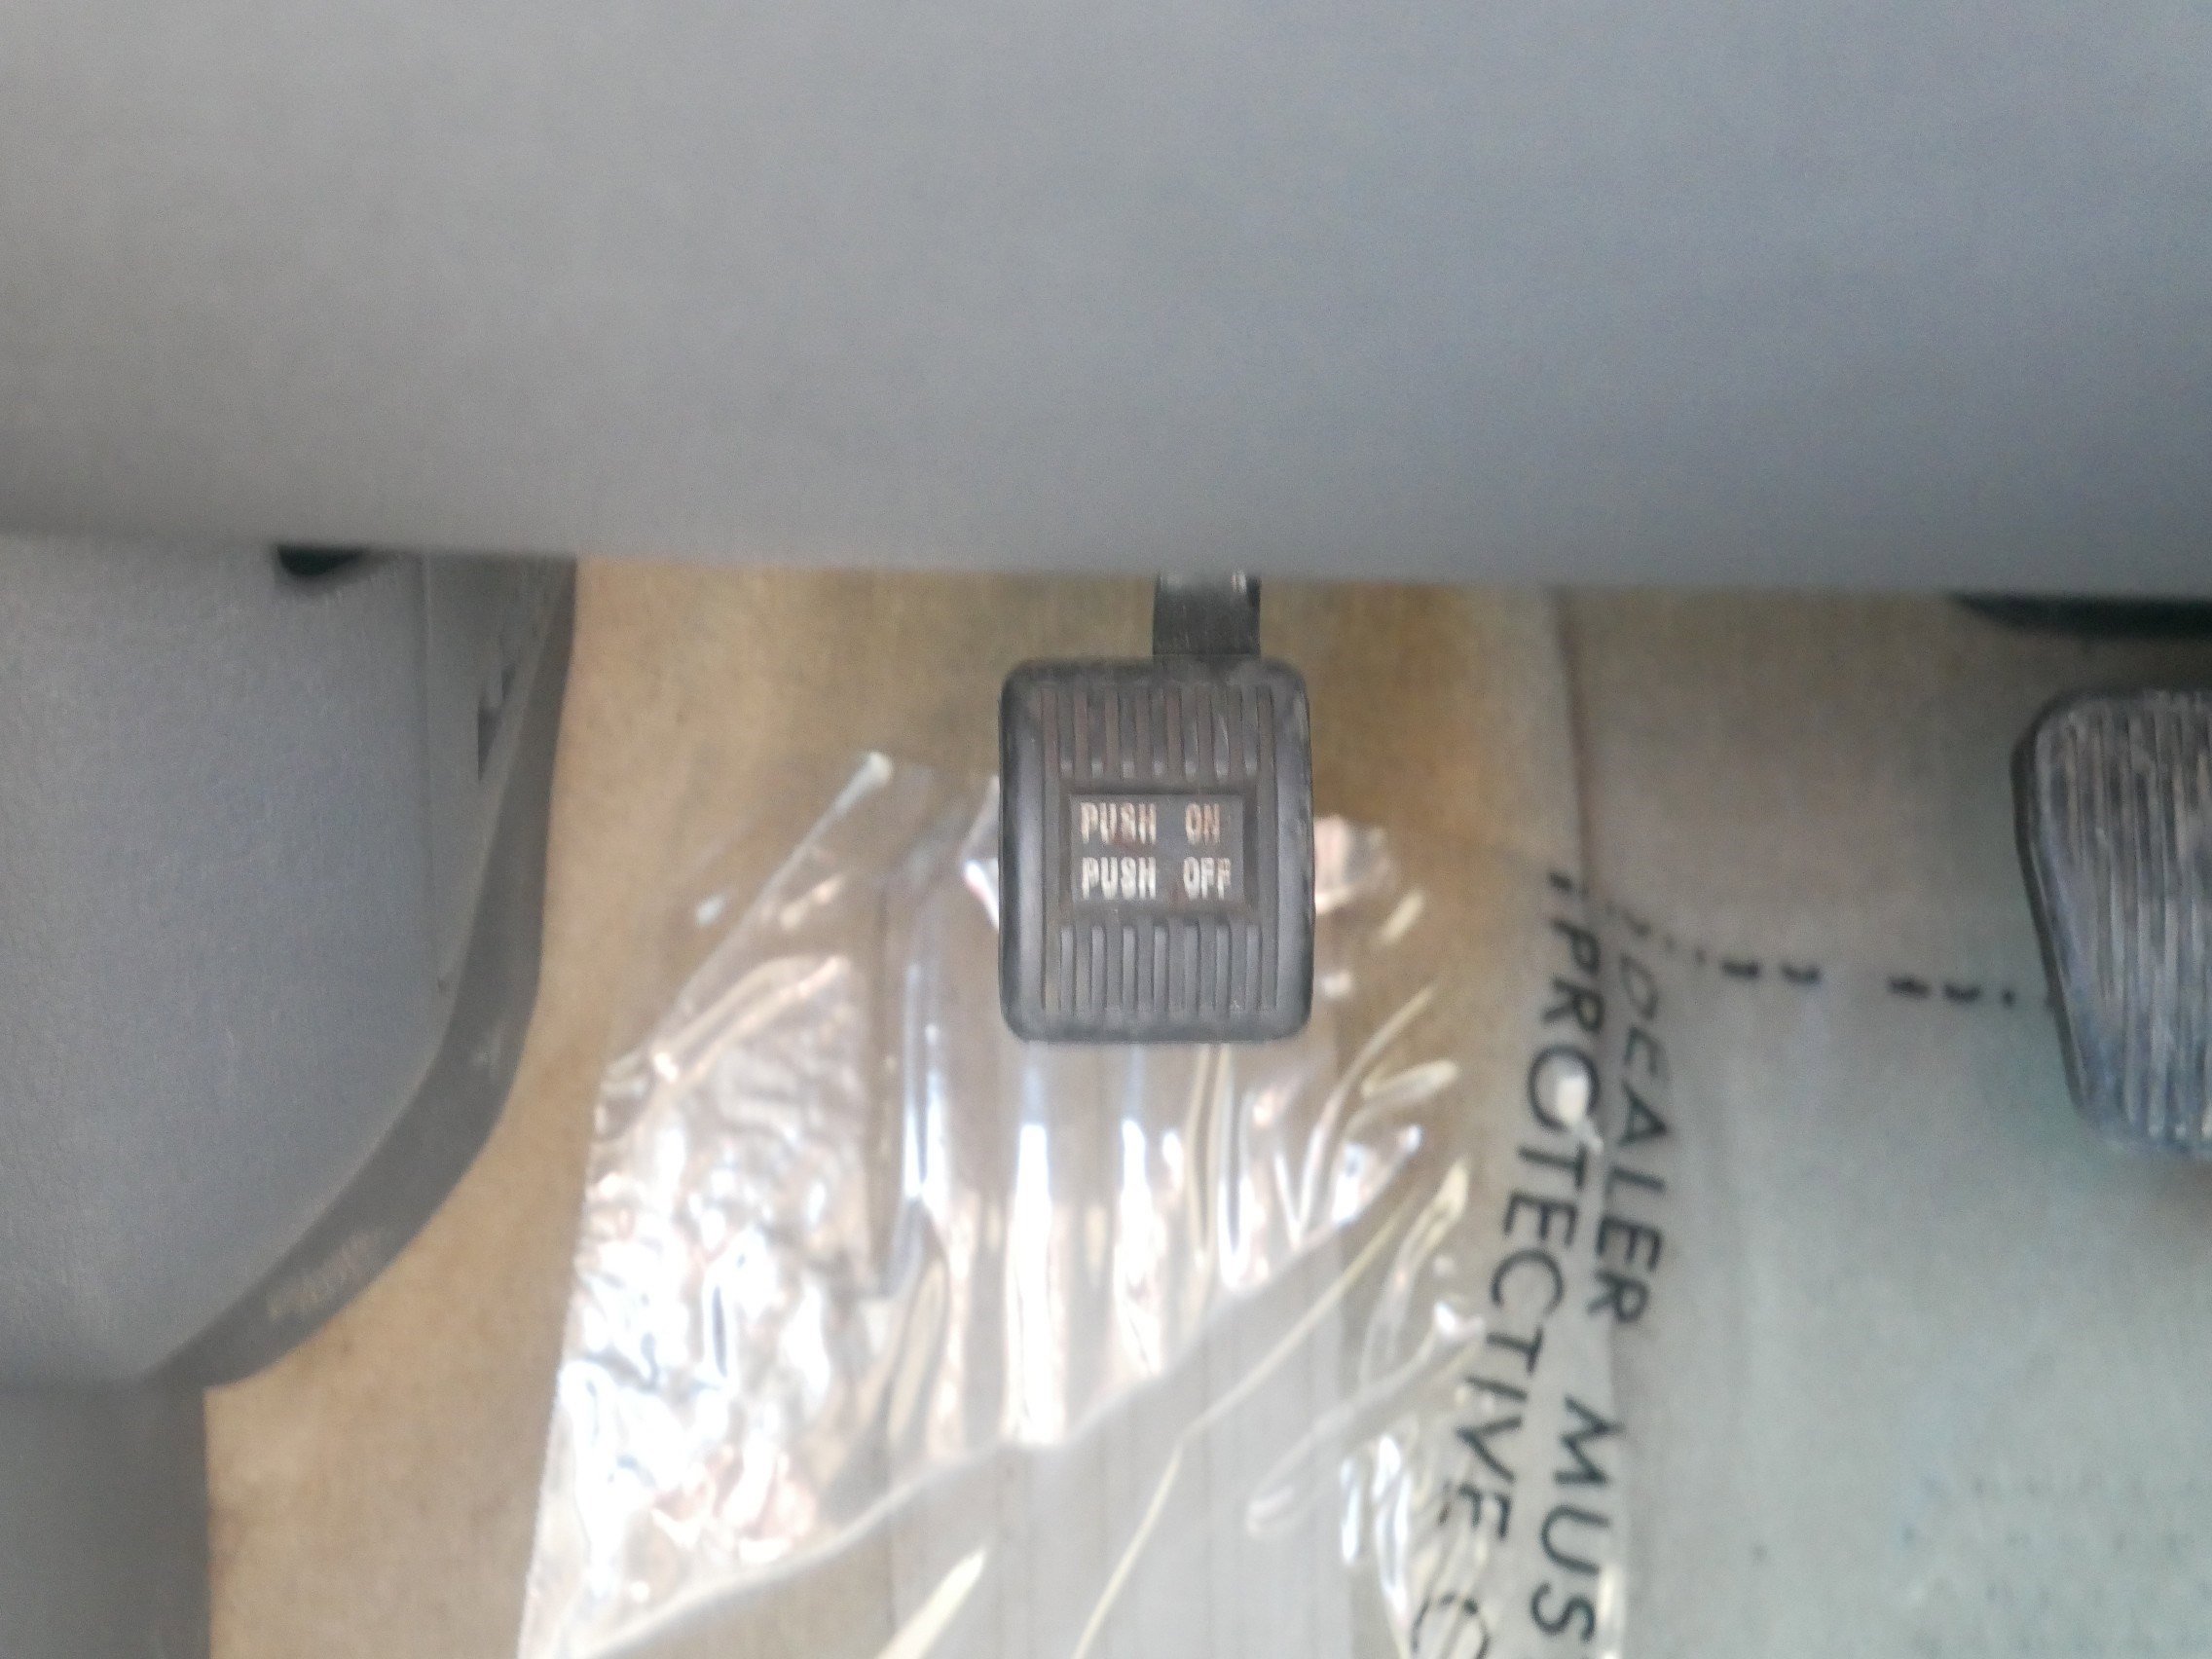 PUSH ON
PUSH OFF
DEALER MUS
PROTECTIVE